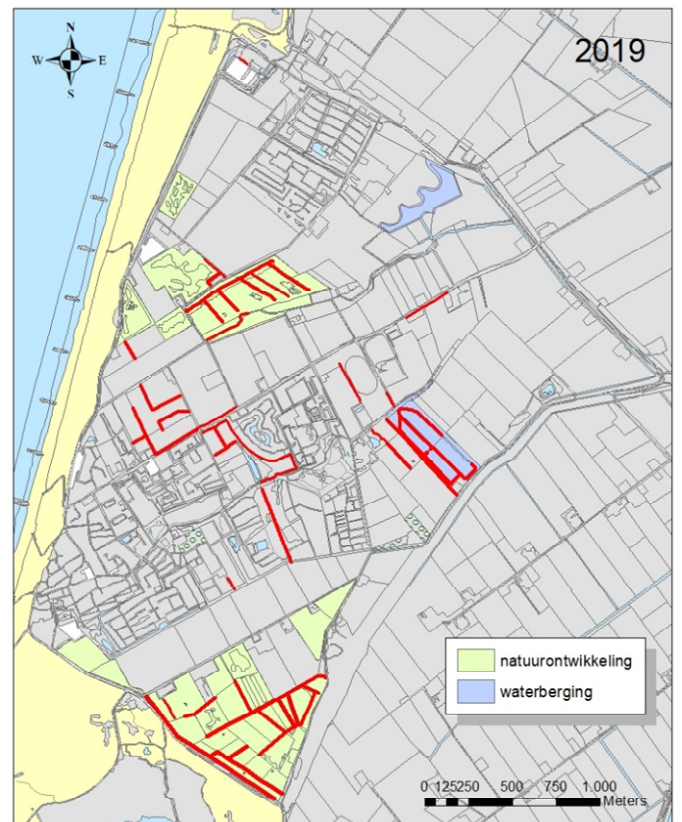 2019
N
W E
S
natuurontwikkeling
waterberging
0 125250 500 750 1.000
Meters